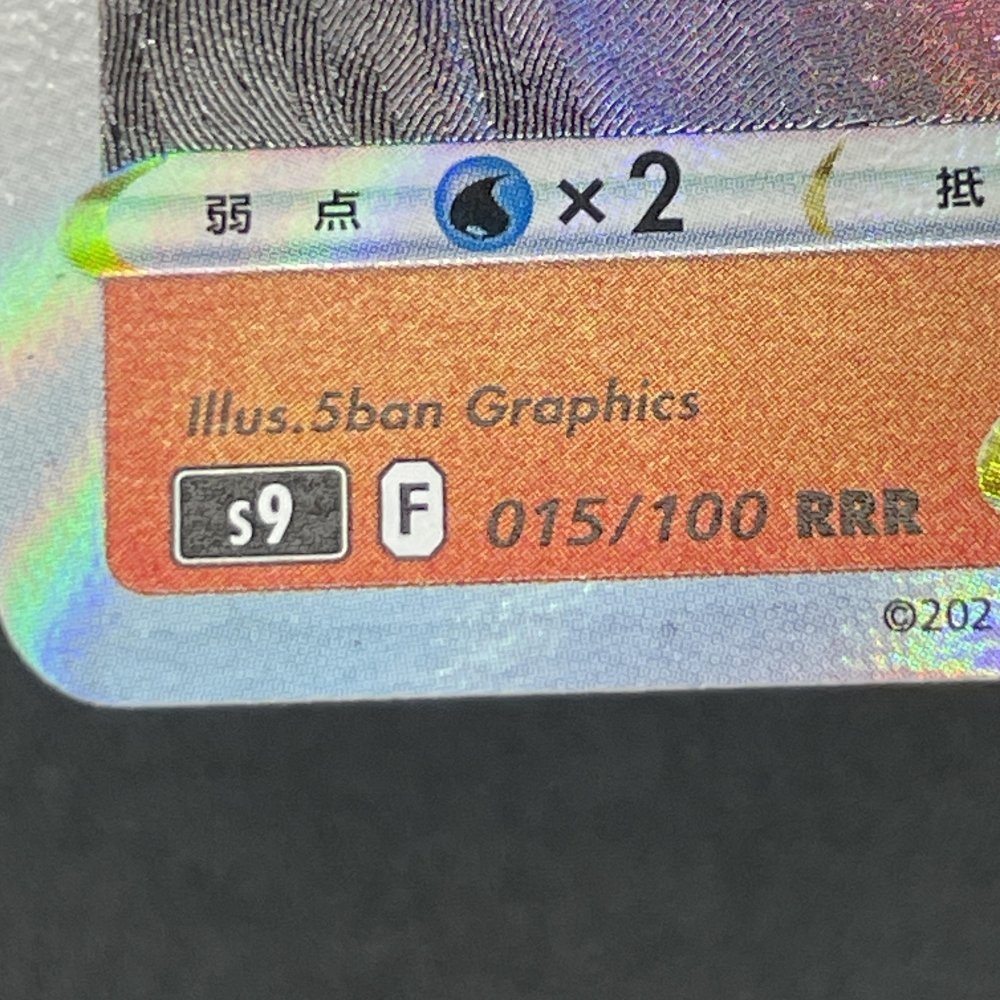 弱点 ×2 抵
Illus.5ban Graphics
s9 F 015/100 RRR
©202